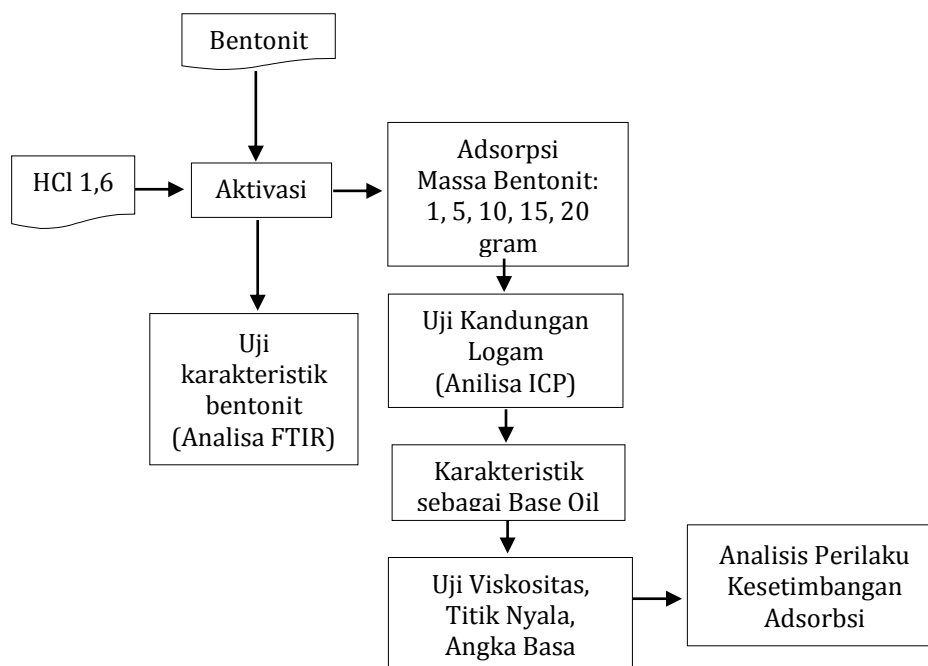 Bentonit
HCl 1,6
Aktivasi
Adsorpsi
Massa Bentonit:
1, 5, 10, 15, 20
gram
Uji
karakteristik
bentonit
(Analisa FTIR)
Uji Kandungan
Logam
(Anilisa ICP)
Karakteristik
sebagai Base Oil
Uji Viskositas,
Titik Nyala,
Angka Basa
Analisis Perilaku
Kesetimbangan
Adsorbsi